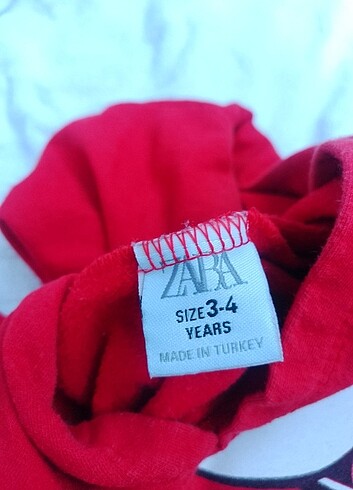 ZARA
SIZE 3-4
YEARS
MADE IN TURKEY